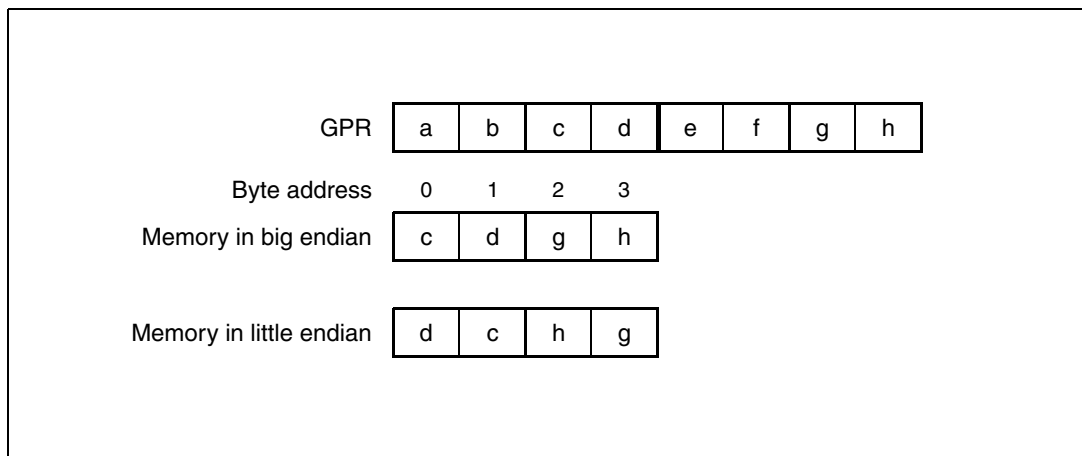 GPR a b c d e f g h
Byte address 0 1 2 3
Memory in big endian c d g h
Memory in little endian d c h g